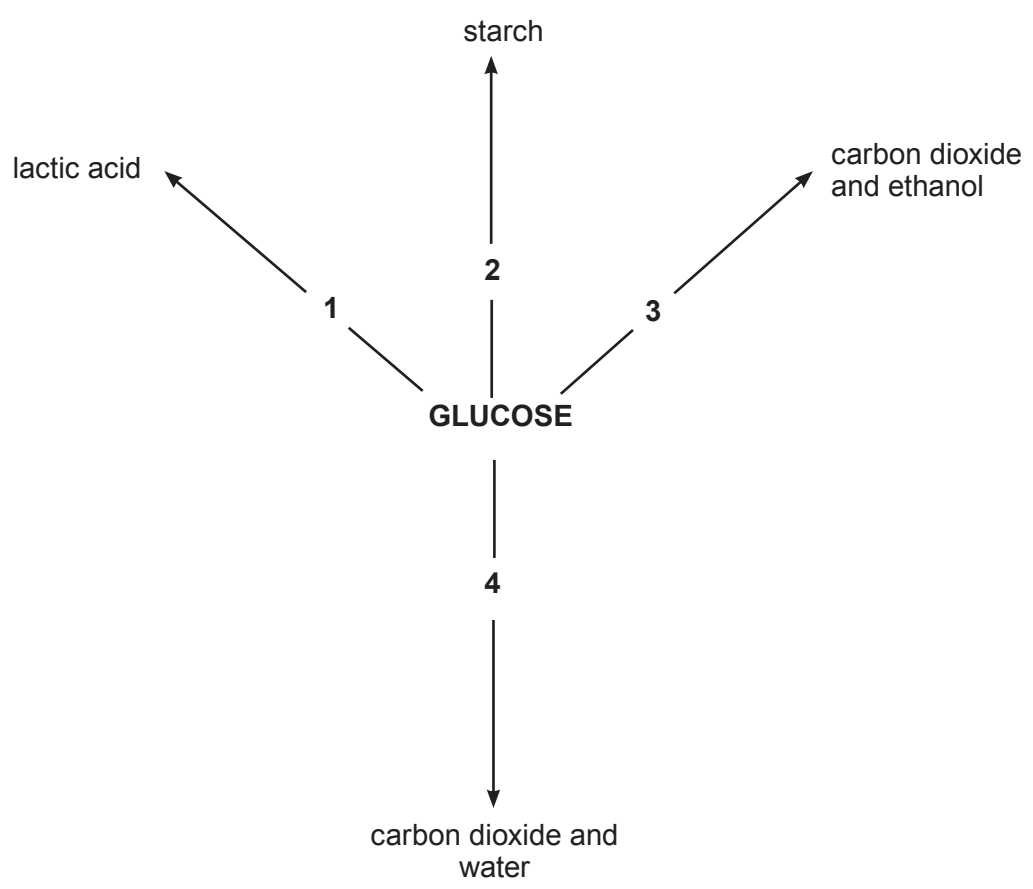 starch
lactic acid
carbon dioxide
and ethanol
2
1
3
GLUCOSE
4
carbon dioxide and
water